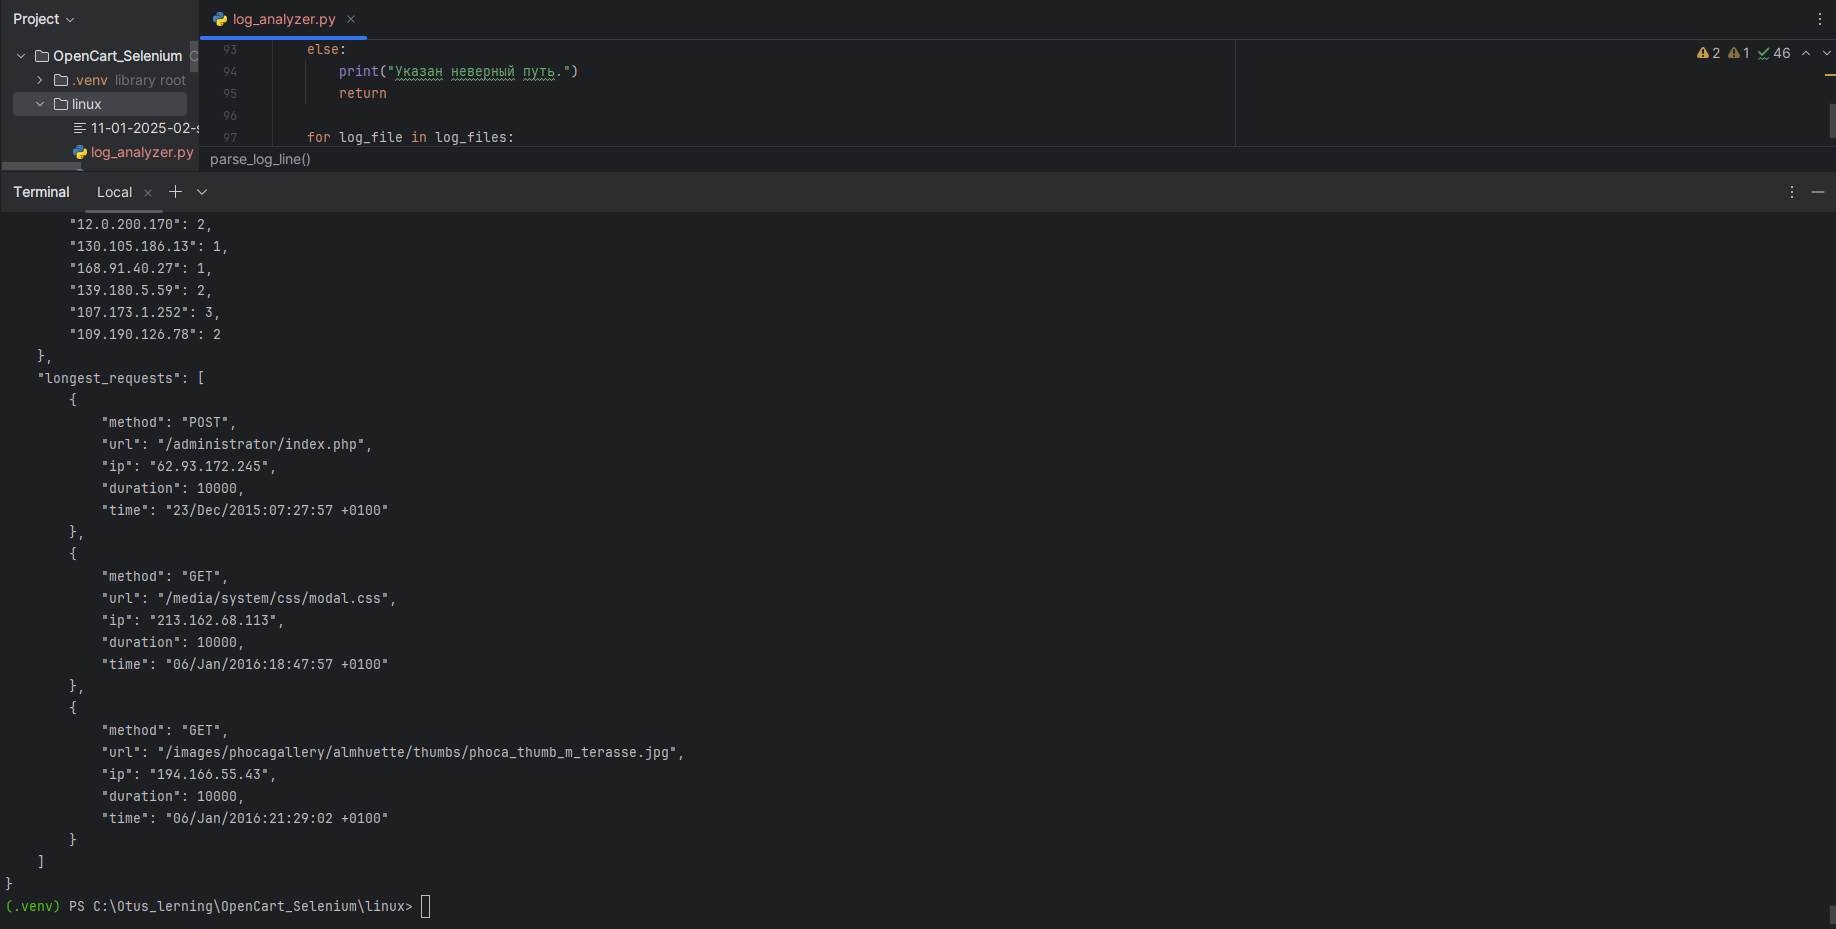 Project
log_analyzer.py
OpenCart_Selenium
.venv library root
linux
11-01-2025-02-
log_analyzer.py
93 else:
94 print("Указан неверный путь.")
95 return
96
97 for log_file in log_files:
2 1 46
parse_log_line()
Terminal Local
"12.0.200.170": 2,
"130.105.186.13": 1,
"168.91.40.27": 1,
"139.180.5.59": 2,
"107.173.1.252": 3,
"109.190.126.78": 2
},
"longest_requests": [
{
"method": "POST",
"url": "/administrator/index.php",
"ip": "62.93.172.245",
"duration": 10000,
"time": "23/Dec/2015:07:27:57 +0100"
},
{
"method": "GET",
"url": "/media/system/css/modal.css",
"ip": "213.162.68.113",
"duration": 10000,
"time": "06/Jan/2016:18:47:57 +0100"
},
{
"method": "GET",
"url": "/images/phocagallery/almhuette/thumbs/phoca_thumb_m_terasse.jpg",
"ip": "194.166.55.43",
"duration": 10000,
"time": "06/Jan/2016:21:29:02 +0100"
}
]
}
(.venv) PS C:\Otus_lerning\OpenCart_Selenium\linux>